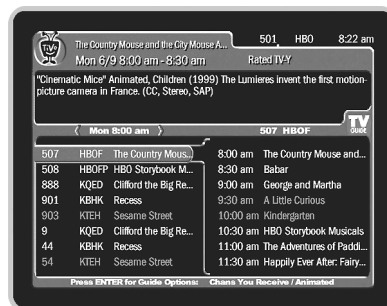 TiVo
The Country Mouse and the City Mouse A...
501 HBO 8:22 am
Mon 6/9 8:00 am - 8:30 am Rated TV-Y
"Cinematic Mice" Animated, Children (1999) The Lumieres invent the first motion-
picture camera in France. (CC, Stereo, SAP)
TV
GUIDE
Mon 8:00 am
507 HBOF
507 HBOF The Country Mous...
508 HBOFP HBO Storybook M...
888 KQED Clifford the Big Re...
901 KBHK Recess
903 KTEH Sesame Street
9 KQED Clifford the Big Re...
44 KBHK Recess
54 KTEH Sesame Street
8:00 am The Country Mouse and...
8:30 am Babar
9:00 am George and Martha
9:30 am A Little Curious
10:00 am Kindergarten
10:30 am HBO Storybook Musicals
11:00 am The Adventures of Paddi...
11:30 am Happily Ever After: Fairy...
Press ENTER for Guide Options: Chans You Receive / Animated